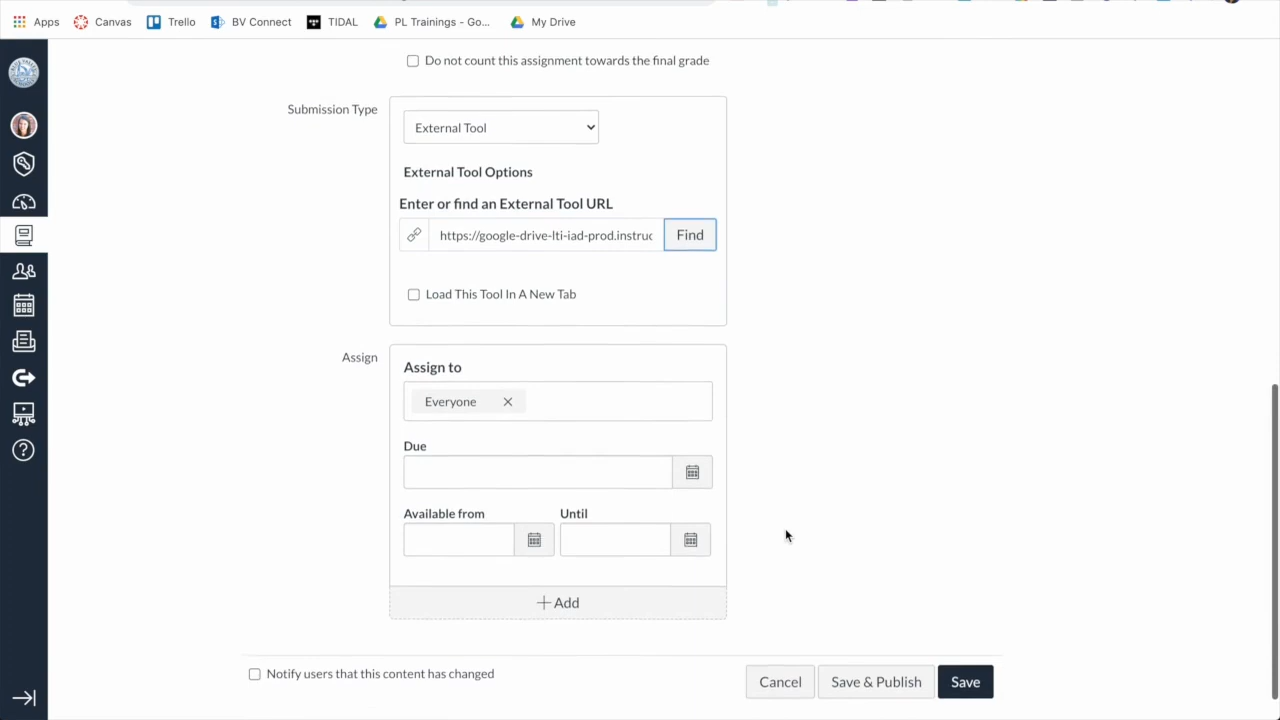 Apps Canvas Trello BV Connect TIDAL PL Trainings - Go... My Drive
Do not count this assignment towards the final grade
Submission Type
External Tool
External Tool Options
Enter or find an External Tool URL
https://google-drive-lti-iad-prod.instruc Find
Load This Tool In A New Tab
Assign
Assign to
Everyone
Due
Available from Until
Add
Notify users that this content has changed
Cancel Save & Publish Save